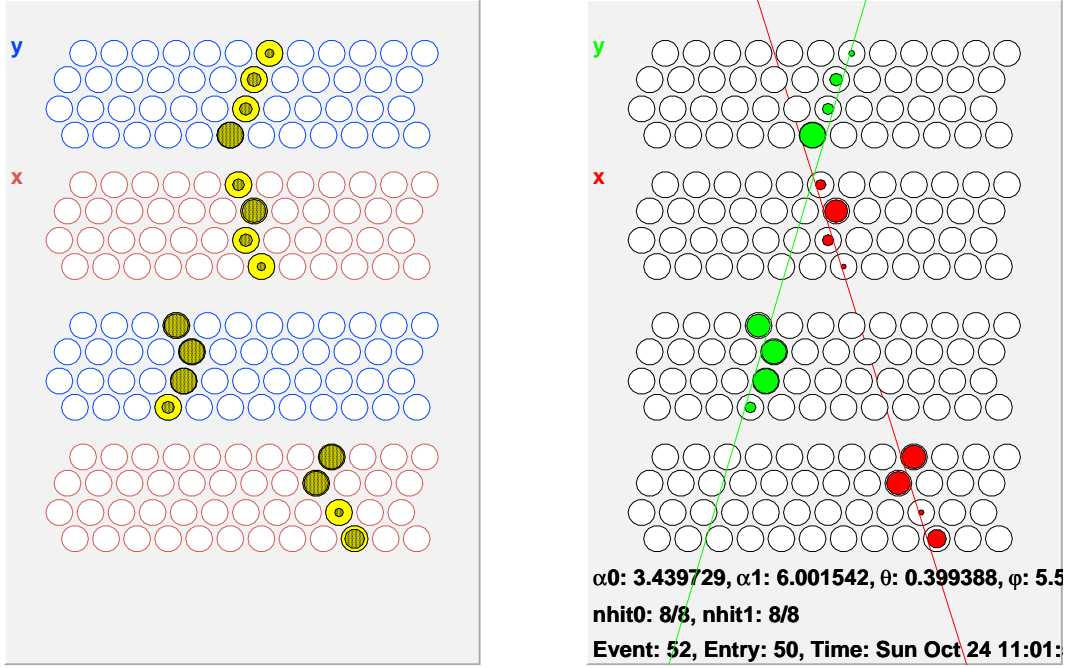 y
x
y
x
α0: 3.439729, α1: 6.001542, θ: 0.399388, φ: 5.5
nhit0: 8/8, nhit1: 8/8
Event: 52, Entry: 50, Time: Sun Oct 24 11:01: